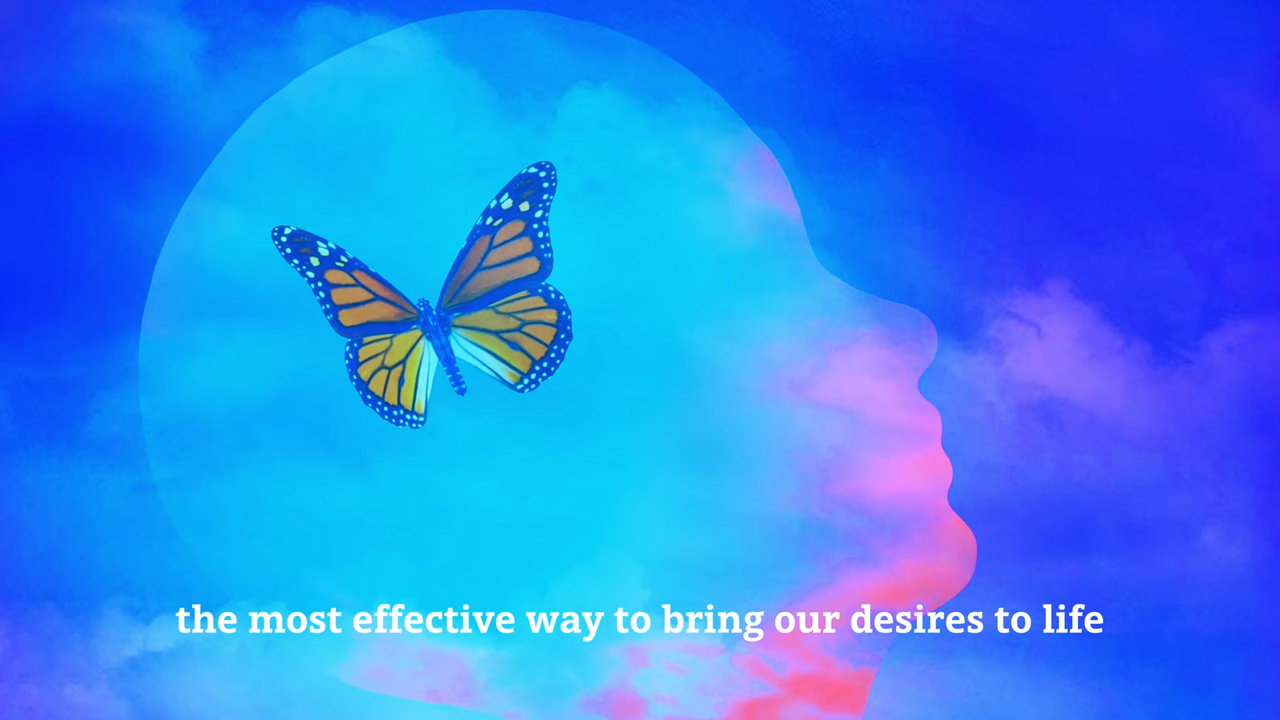 the most effective way to bring our desires to life